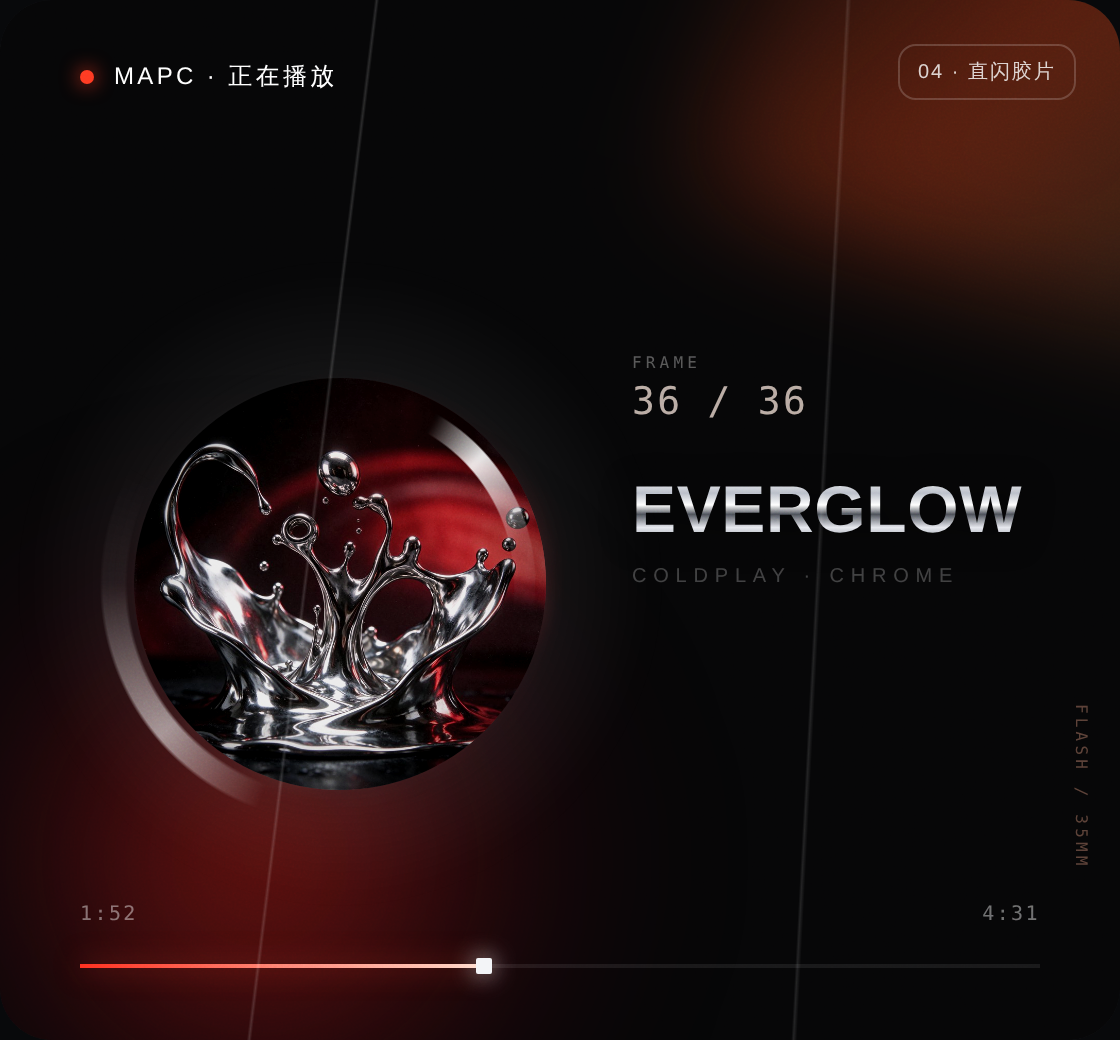 MAPC · 正在播放
04 · 直闪胶片
FRAME
36 / 36
EVERGLOW
COLDPLAY · CHROME
FLASH / 35MM
1:52
4:31